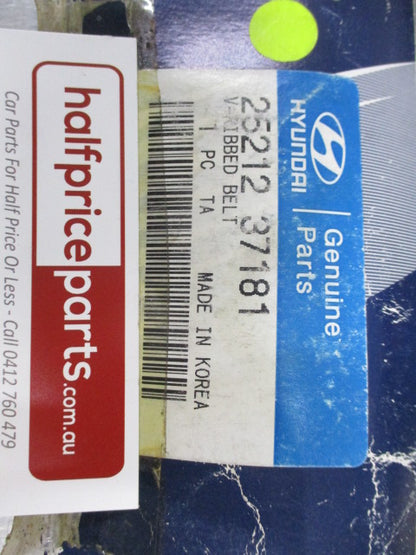 HYUNDAI
Genuine
Parts
25212 37181
V-RIBBED BELT
1 PC TA MADE IN KOREA
halfpriceparts.com.au
Car Parts For Half Price Or Less - Call 0412 760 479